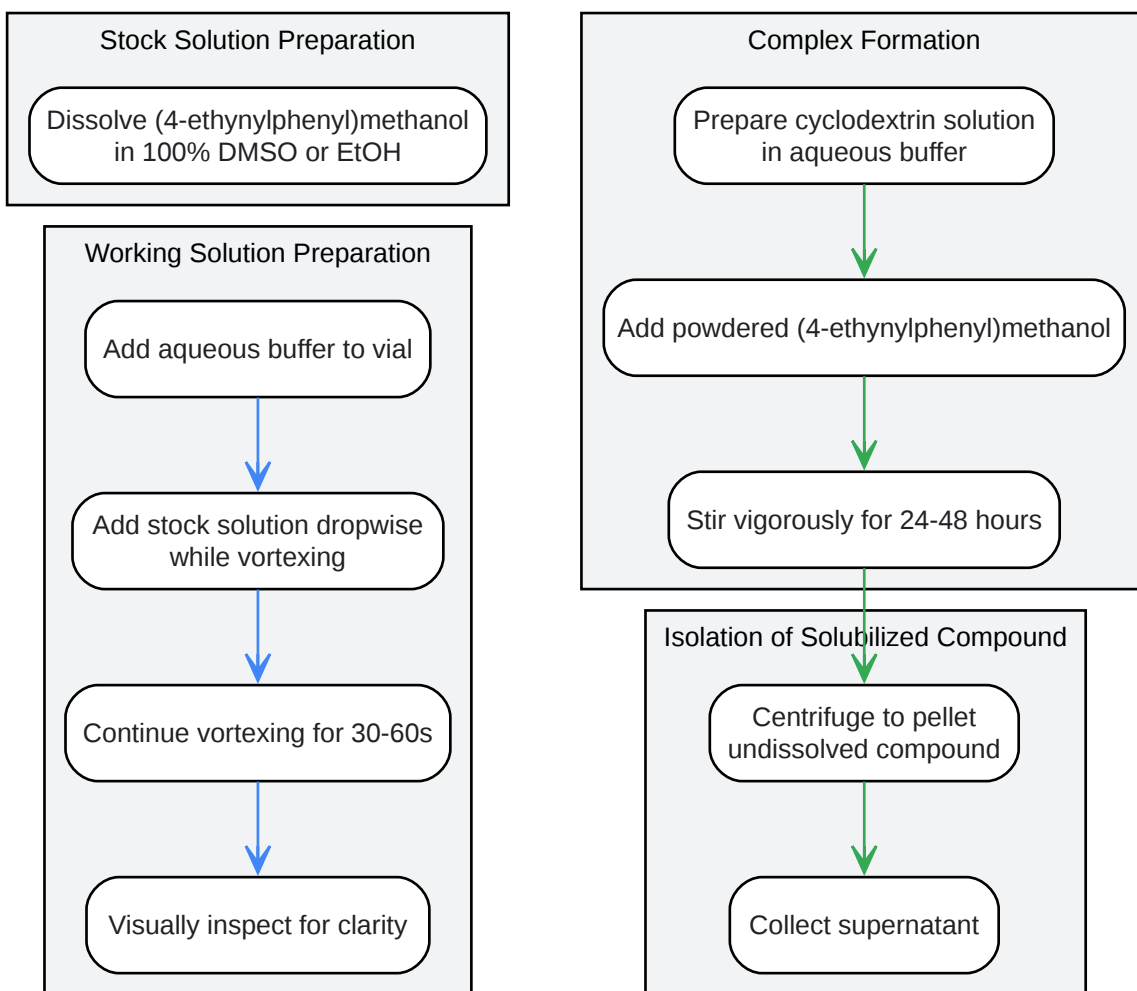 Stock Solution Preparation
Dissolve (4-ethynylphenyl)methanol
in 100% DMSO or EtOH
Working Solution Preparation
Add aqueous buffer to vial
Add stock solution dropwise
while vortexing
Continue vortexing for 30-60s
Visually inspect for clarity
Complex Formation
Prepare cyclodextrin solution
in aqueous buffer
Add powdered (4-ethynylphenyl)methanol
Stir vigorously for 24-48 hours
Isolation of Solubilized Compound
Centrifuge to pellet
undissolved compound
Collect supernatant